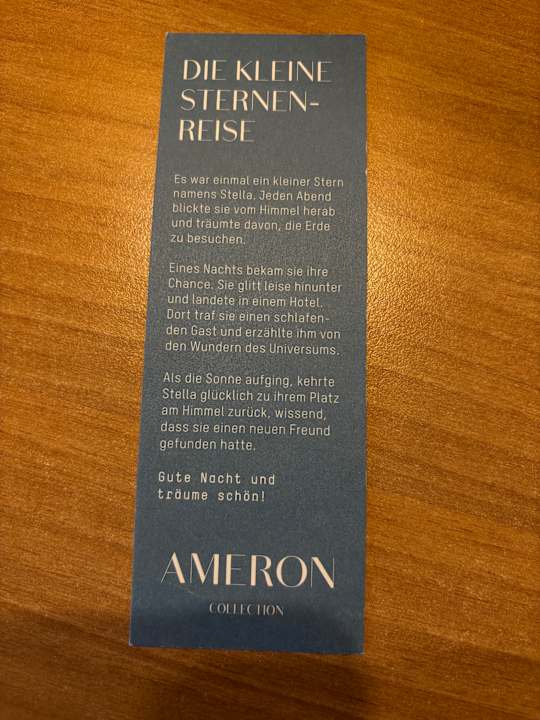 DIE KLEINE
STERNEN-
REISE
Es war einmal ein kleiner Stern
namens Stella. Jeden Abend
blickte sie vom Himmel herab
und träumte davon, die Erde
zu besuchen.
Eines Nachts bekam sie ihre
Chance. Sie glitt leise hinunter
und landete in einem Hotel.
Dort traf sie einen schlafen-
den Gast und erzählte ihm von
den Wundern des Universums.
Als die Sonne aufging, kehrte
Stella glücklich zu ihrem Platz
am Himmel zurück, wissend,
dass sie einen neuen Freund
gefunden hatte.
Gute Nacht und
träume schön!
AMERON
COLLECTION